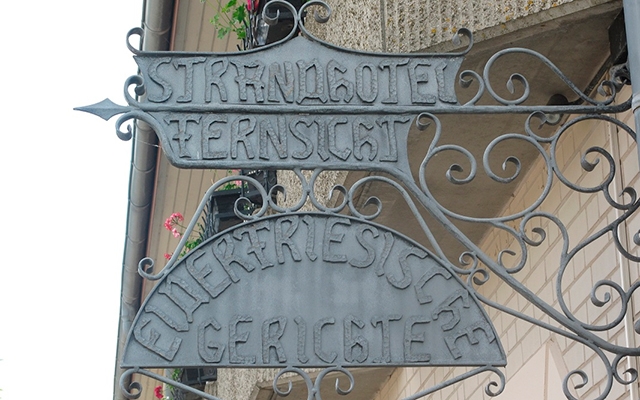 STRANDHOTEL
FERNSICHT
EIDERFRIESISCHE
GERICHTE